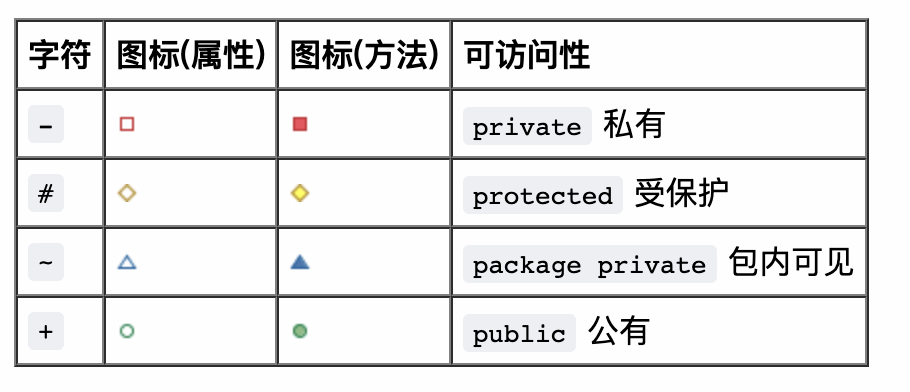 字符 图标(属性) 图标(方法) 可访问性
- private 私有
# protected 受保护
~ package private 包内可见
+ public 公有